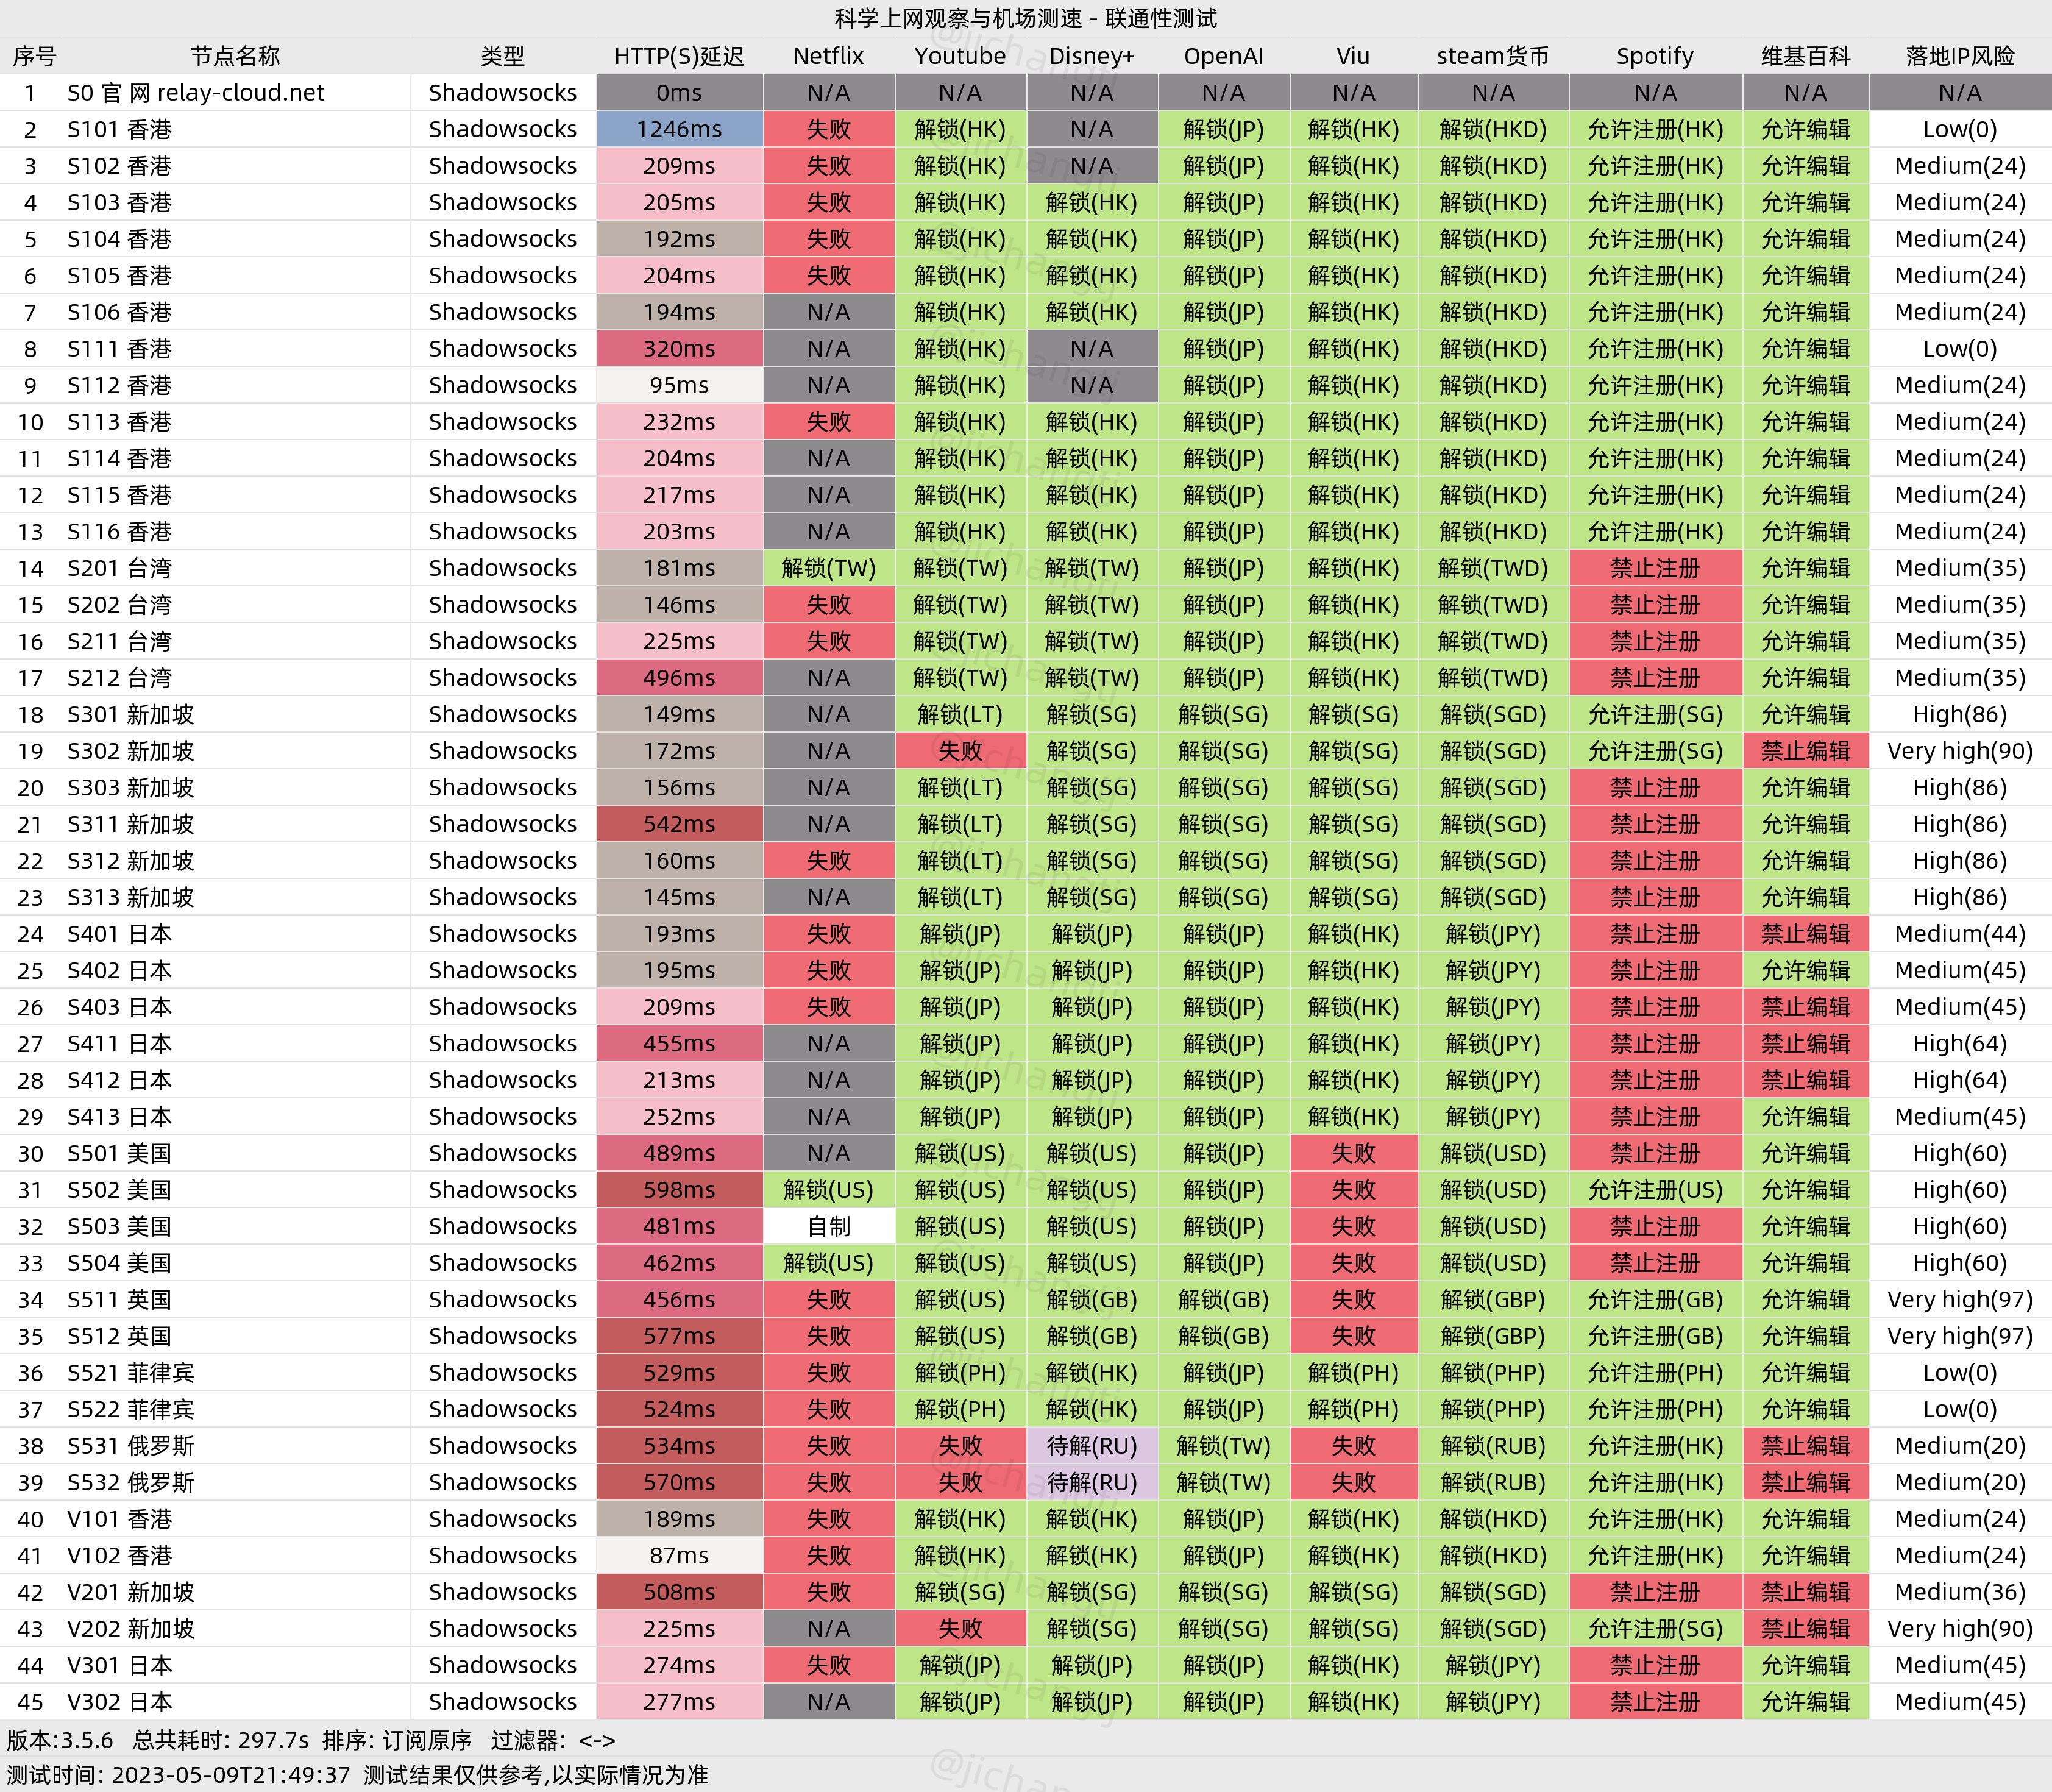 科学上网观察与机场测速 - 联通性测试
序号 节点名称 类型 HTTP(S)延迟 Netflix Youtube Disney+ OpenAI Viu steam货币 Spotify 维基百科 落地IP风险
1 S0 官 网 relay-cloud.net Shadowsocks 0ms N/A N/A N/A N/A N/A N/A N/A N/A N/A
2 S101 香港 Shadowsocks 1246ms 失败 解锁(HK) N/A 解锁(JP) 解锁(HK) 解锁(HKD) 允许注册(HK) 允许编辑 Low(0)
3 S102 香港 Shadowsocks 209ms 失败 解锁(HK) N/A 解锁(JP) 解锁(HK) 解锁(HKD) 允许注册(HK) 允许编辑 Medium(24)
4 S103 香港 Shadowsocks 205ms 失败 解锁(HK) 解锁(HK) 解锁(JP) 解锁(HK) 解锁(HKD) 允许注册(HK) 允许编辑 Medium(24)
5 S104 香港 Shadowsocks 192ms 失败 解锁(HK) 解锁(HK) 解锁(JP) 解锁(HK) 解锁(HKD) 允许注册(HK) 允许编辑 Medium(24)
6 S105 香港 Shadowsocks 204ms 失败 解锁(HK) 解锁(HK) 解锁(JP) 解锁(HK) 解锁(HKD) 允许注册(HK) 允许编辑 Medium(24)
7 S106 香港 Shadowsocks 194ms N/A 解锁(HK) 解锁(HK) 解锁(JP) 解锁(HK) 解锁(HKD) 允许注册(HK) 允许编辑 Medium(24)
8 S111 香港 Shadowsocks 320ms N/A 解锁(HK) N/A 解锁(JP) 解锁(HK) 解锁(HKD) 允许注册(HK) 允许编辑 Low(0)
9 S112 香港 Shadowsocks 95ms N/A 解锁(HK) N/A 解锁(JP) 解锁(HK) 解锁(HKD) 允许注册(HK) 允许编辑 Medium(24)
10 S113 香港 Shadowsocks 232ms 失败 解锁(HK) 解锁(HK) 解锁(JP) 解锁(HK) 解锁(HKD) 允许注册(HK) 允许编辑 Medium(24)
11 S114 香港 Shadowsocks 204ms N/A 解锁(HK) 解锁(HK) 解锁(JP) 解锁(HK) 解锁(HKD) 允许注册(HK) 允许编辑 Medium(24)
12 S115 香港 Shadowsocks 217ms N/A 解锁(HK) 解锁(HK) 解锁(JP) 解锁(HK) 解锁(HKD) 允许注册(HK) 允许编辑 Medium(24)
13 S116 香港 Shadowsocks 203ms N/A 解锁(HK) 解锁(HK) 解锁(JP) 解锁(HK) 解锁(HKD) 允许注册(HK) 允许编辑 Medium(24)
14 S201 台湾 Shadowsocks 181ms 解锁(TW) 解锁(TW) 解锁(TW) 解锁(JP) 解锁(HK) 解锁(TWD) 禁止注册 允许编辑 Medium(35)
15 S202 台湾 Shadowsocks 146ms 失败 解锁(TW) 解锁(TW) 解锁(JP) 解锁(HK) 解锁(TWD) 禁止注册 允许编辑 Medium(35)
16 S211 台湾 Shadowsocks 225ms 失败 解锁(TW) 解锁(TW) 解锁(JP) 解锁(HK) 解锁(TWD) 禁止注册 允许编辑 Medium(35)
17 S212 台湾 Shadowsocks 496ms N/A 解锁(TW) 解锁(TW) 解锁(JP) 解锁(HK) 解锁(TWD) 禁止注册 允许编辑 Medium(35)
18 S301 新加坡 Shadowsocks 149ms N/A 解锁(LT) 解锁(SG) 解锁(SG) 解锁(SG) 解锁(SGD) 允许注册(SG) 允许编辑 High(86)
19 S302 新加坡 Shadowsocks 172ms N/A 失败 解锁(SG) 解锁(SG) 解锁(SG) 解锁(SGD) 允许注册(SG) 禁止编辑 Very high(90)
20 S303 新加坡 Shadowsocks 156ms N/A 解锁(LT) 解锁(SG) 解锁(SG) 解锁(SG) 解锁(SGD) 禁止注册 允许编辑 High(86)
21 S311 新加坡 Shadowsocks 542ms N/A 解锁(LT) 解锁(SG) 解锁(SG) 解锁(SG) 解锁(SGD) 禁止注册 允许编辑 High(86)
22 S312 新加坡 Shadowsocks 160ms 失败 解锁(LT) 解锁(SG) 解锁(SG) 解锁(SG) 解锁(SGD) 禁止注册 允许编辑 High(86)
23 S313 新加坡 Shadowsocks 145ms N/A 解锁(LT) 解锁(SG) 解锁(SG) 解锁(SG) 解锁(SGD) 禁止注册 允许编辑 High(86)
24 S401 日本 Shadowsocks 193ms 失败 解锁(JP) 解锁(JP) 解锁(JP) 解锁(HK) 解锁(JPY) 禁止注册 禁止编辑 Medium(44)
25 S402 日本 Shadowsocks 195ms 失败 解锁(JP) 解锁(JP) 解锁(JP) 解锁(HK) 解锁(JPY) 禁止注册 允许编辑 Medium(45)
26 S403 日本 Shadowsocks 209ms 失败 解锁(JP) 解锁(JP) 解锁(JP) 解锁(HK) 解锁(JPY) 禁止注册 禁止编辑 Medium(45)
27 S411 日本 Shadowsocks 455ms N/A 解锁(JP) 解锁(JP) 解锁(JP) 解锁(HK) 解锁(JPY) 禁止注册 禁止编辑 High(64)
28 S412 日本 Shadowsocks 213ms N/A 解锁(JP) 解锁(JP) 解锁(JP) 解锁(HK) 解锁(JPY) 禁止注册 禁止编辑 High(64)
29 S413 日本 Shadowsocks 252ms N/A 解锁(JP) 解锁(JP) 解锁(JP) 解锁(HK) 解锁(JPY) 禁止注册 允许编辑 Medium(45)
30 S501 美国 Shadowsocks 489ms N/A 解锁(US) 解锁(US) 解锁(JP) 失败 解锁(USD) 禁止注册 允许编辑 High(60)
31 S502 美国 Shadowsocks 598ms 解锁(US) 解锁(US) 解锁(US) 解锁(JP) 失败 解锁(USD) 允许注册(US) 允许编辑 High(60)
32 S503 美国 Shadowsocks 481ms 自制 解锁(US) 解锁(US) 解锁(JP) 失败 解锁(USD) 禁止注册 允许编辑 High(60)
33 S504 美国 Shadowsocks 462ms 解锁(US) 解锁(US) 解锁(US) 解锁(JP) 失败 解锁(USD) 禁止注册 允许编辑 High(60)
34 S511 英国 Shadowsocks 456ms 失败 解锁(US) 解锁(GB) 解锁(GB) 失败 解锁(GBP) 允许注册(GB) 允许编辑 Very high(97)
35 S512 英国 Shadowsocks 577ms 失败 解锁(US) 解锁(GB) 解锁(GB) 失败 解锁(GBP) 允许注册(GB) 允许编辑 Very high(97)
36 S521 菲律宾 Shadowsocks 529ms 失败 解锁(PH) 解锁(HK) 解锁(JP) 解锁(PH) 解锁(PHP) 允许注册(PH) 允许编辑 Low(0)
37 S522 菲律宾 Shadowsocks 524ms 失败 解锁(PH) 解锁(HK) 解锁(JP) 解锁(PH) 解锁(PHP) 允许注册(PH) 允许编辑 Low(0)
38 S531 俄罗斯 Shadowsocks 534ms 失败 失败 待解(RU) 解锁(TW) 失败 解锁(RUB) 允许注册(HK) 禁止编辑 Medium(20)
39 S532 俄罗斯 Shadowsocks 570ms 失败 失败 待解(RU) 解锁(TW) 失败 解锁(RUB) 允许注册(HK) 禁止编辑 Medium(20)
40 V101 香港 Shadowsocks 189ms 失败 解锁(HK) 解锁(HK) 解锁(JP) 解锁(HK) 解锁(HKD) 允许注册(HK) 允许编辑 Medium(24)
41 V102 香港 Shadowsocks 87ms 失败 解锁(HK) 解锁(HK) 解锁(JP) 解锁(HK) 解锁(HKD) 允许注册(HK) 允许编辑 Medium(24)
42 V201 新加坡 Shadowsocks 508ms 失败 解锁(SG) 解锁(SG) 解锁(SG) 解锁(SG) 解锁(SGD) 禁止注册 禁止编辑 Medium(36)
43 V202 新加坡 Shadowsocks 225ms N/A 失败 解锁(SG) 解锁(SG) 解锁(SG) 解锁(SGD) 允许注册(SG) 禁止编辑 Very high(90)
44 V301 日本 Shadowsocks 274ms 失败 解锁(JP) 解锁(JP) 解锁(JP) 解锁(HK) 解锁(JPY) 禁止注册 允许编辑 Medium(45)
45 V302 日本 Shadowsocks 277ms N/A 解锁(JP) 解锁(JP) 解锁(JP) 解锁(HK) 解锁(JPY) 禁止注册 允许编辑 Medium(45)
版本:3.5.6 总共耗时: 297.7s 排序: 订阅原序 过滤器: <->
测试时间: 2023-05-09T21:49:37 测试结果仅供参考,以实际情况为准